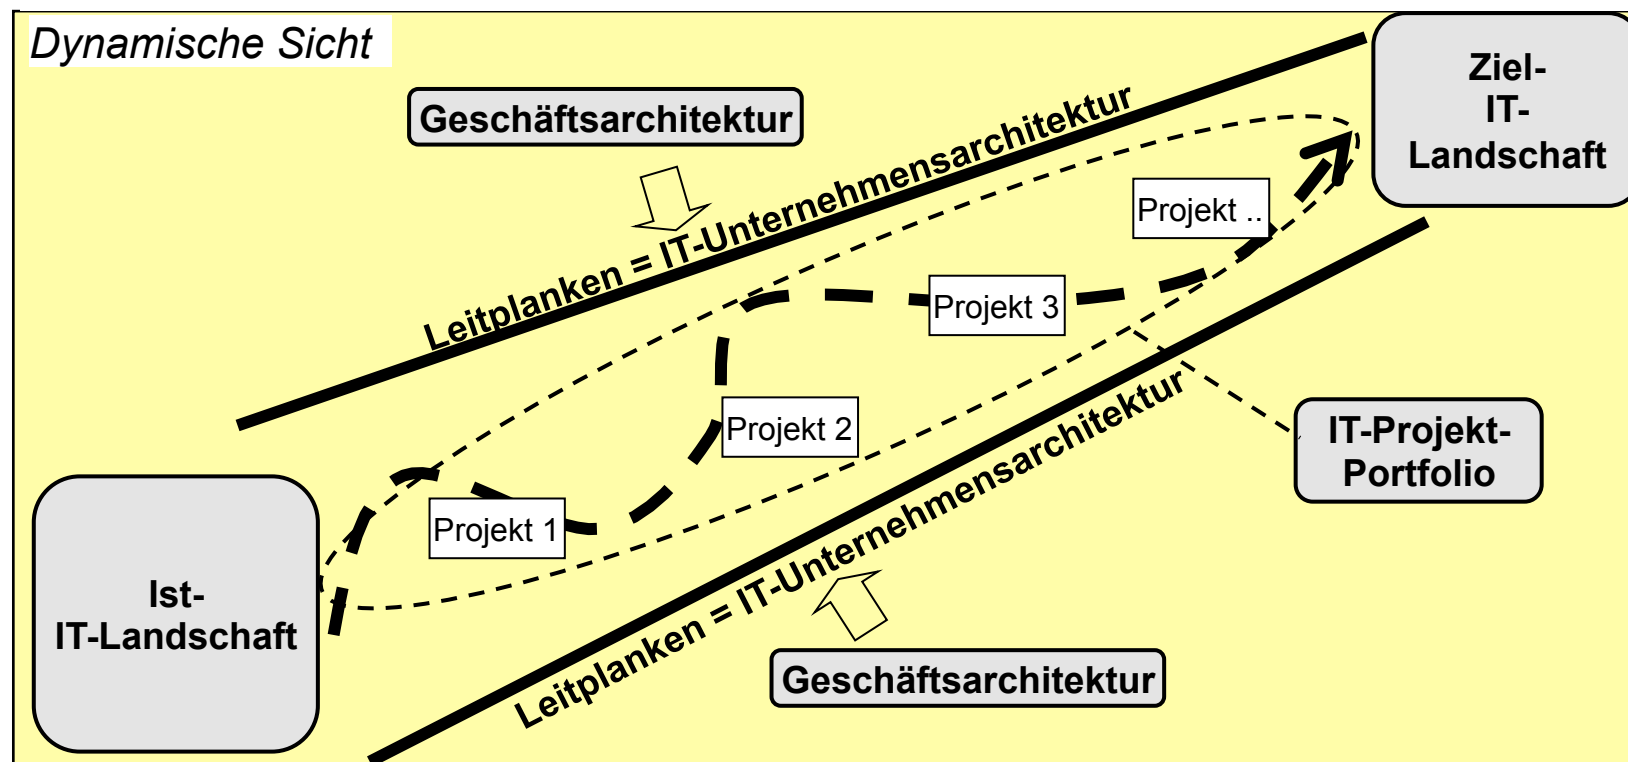 Dynamische Sicht
Ziel-
IT-
Landschaft
Geschäftsarchitektur
Leitplanken = IT-Unternehmensarchitektur
Projekt ..
Projekt 3
Projekt 2
IT-Projekt-
Portfolio
Projekt 1
Ist-
IT-Landschaft
Leitplanken = IT-Unternehmensarchitektur
Geschäftsarchitektur